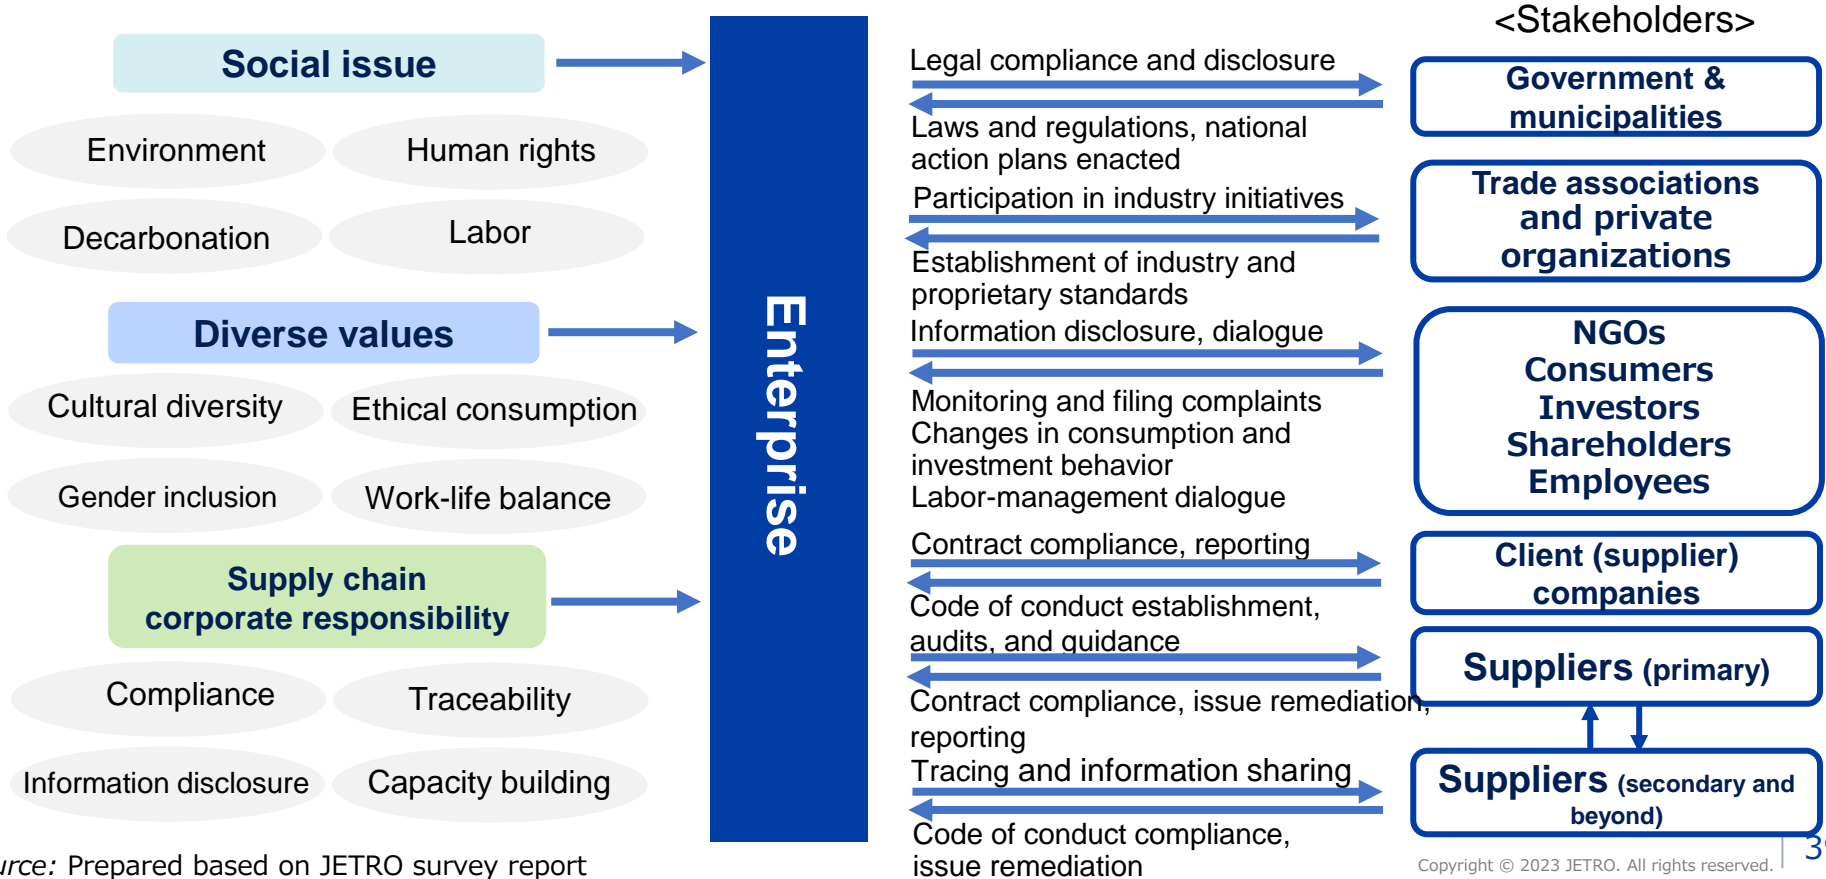 <Stakeholders>
Social issue
Environment
Human rights
Decarbonation
Labor
Diverse values
Cultural diversity
Ethical consumption
Gender inclusion
Work-life balance
Supply chain
corporate responsibility
Compliance
Traceability
Information disclosure
Capacity building
Enterprise
Legal compliance and disclosure
Laws and regulations, national
action plans enacted
Government &
municipalities
Participation in industry initiatives
Establishment of industry and
proprietary standards
Trade associations
and private
organizations
Information disclosure, dialogue
Monitoring and filing complaints
Changes in consumption and
investment behavior
Labor-management dialogue
NGOs
Consumers
Investors
Shareholders
Employees
Contract compliance, reporting
Code of conduct establishment,
audits, and guidance
Client (supplier)
companies
Contract compliance, issue remediation,
reporting
Suppliers (primary)
Tracing and information sharing
Code of conduct compliance,
issue remediation
Suppliers (secondary and
beyond)
urce: Prepared based on JETRO survey report
Copyright © 2023 JETRO. All rights reserved.